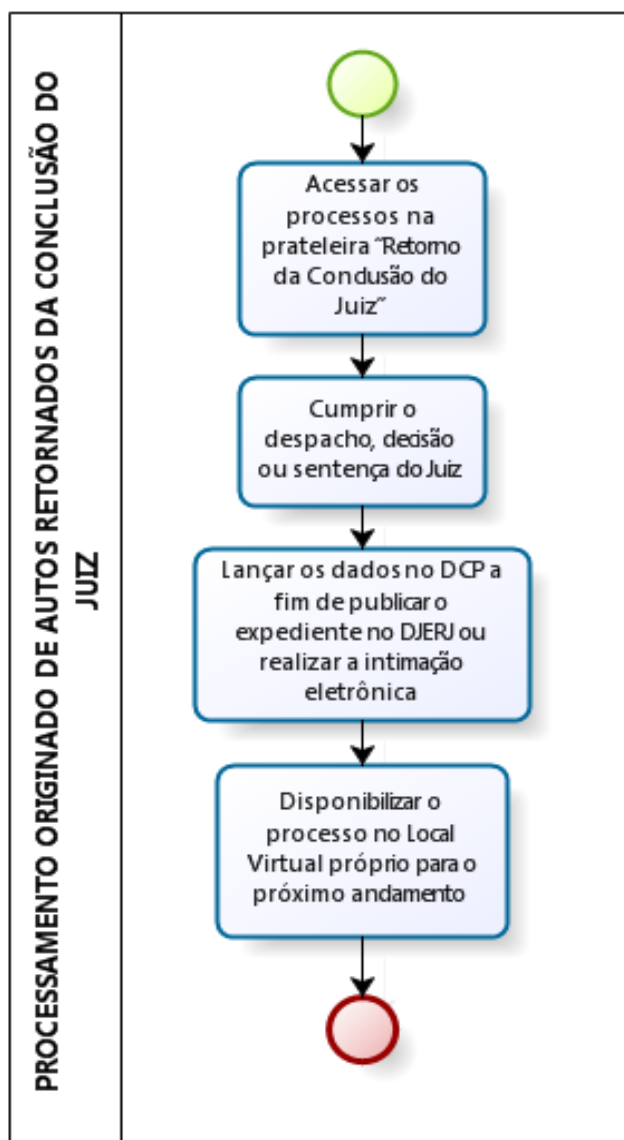 PROCESSAMENTO ORIGINADO DE AUTOS RETORNADOS DA CONCLUSÃO DO
JUIZ
Acessar os
processos na
prateleira “Retorno
da Condusão do
Juiz”
Cumprir o
despacho, decisão
ou sentença do Juiz
Lançar os dados no DCP a
fim de publicar o
expediente no DJERJ ou
realizar a intimação
eletrônica
Disponibilizar o
processo no Local
Virtual próprio para o
próximo andamento